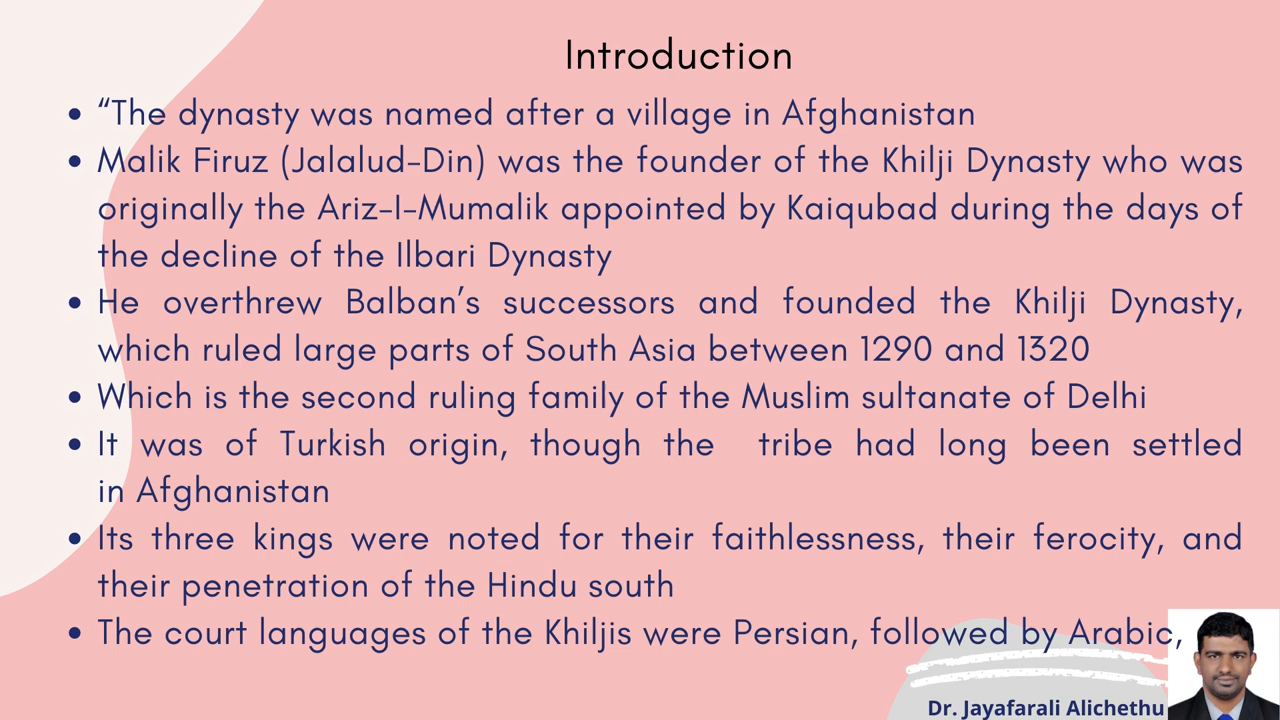 Introduction
• “The dynasty was named after a village in Afghanistan
• Malik Firuz (Jalalud-Din) was the founder of the Khilji Dynasty who was
originally the Ariz-I-Mumalik appointed by Kaiqubad during the days of
the decline of the Ilbari Dynasty
• He overthrew Balban’s successors and founded the Khilji Dynasty,
which ruled large parts of South Asia between 1290 and 1320
• Which is the second ruling family of the Muslim sultanate of Delhi
• It was of Turkish origin, though the tribe had long been settled
in Afghanistan
• Its three kings were noted for their faithlessness, their ferocity, and
their penetration of the Hindu south
• The court languages of the Khiljis were Persian, followed by Arabic,
Dr. Jayafarali Alichethu